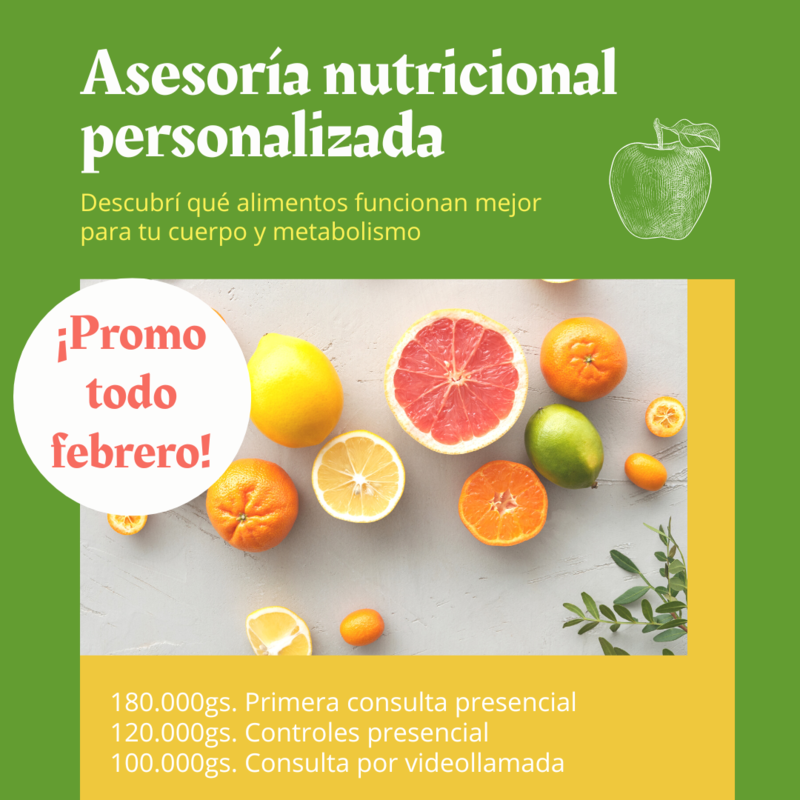 Asesoría nutricional
personalizada
Descubrí qué alimentos funcionan mejor
para tu cuerpo y metabolismo
¡Promo
todo
febrero!
180.000gs. Primera consulta presencial
120.000gs. Controles presencial
100.000gs. Consulta por videollamada